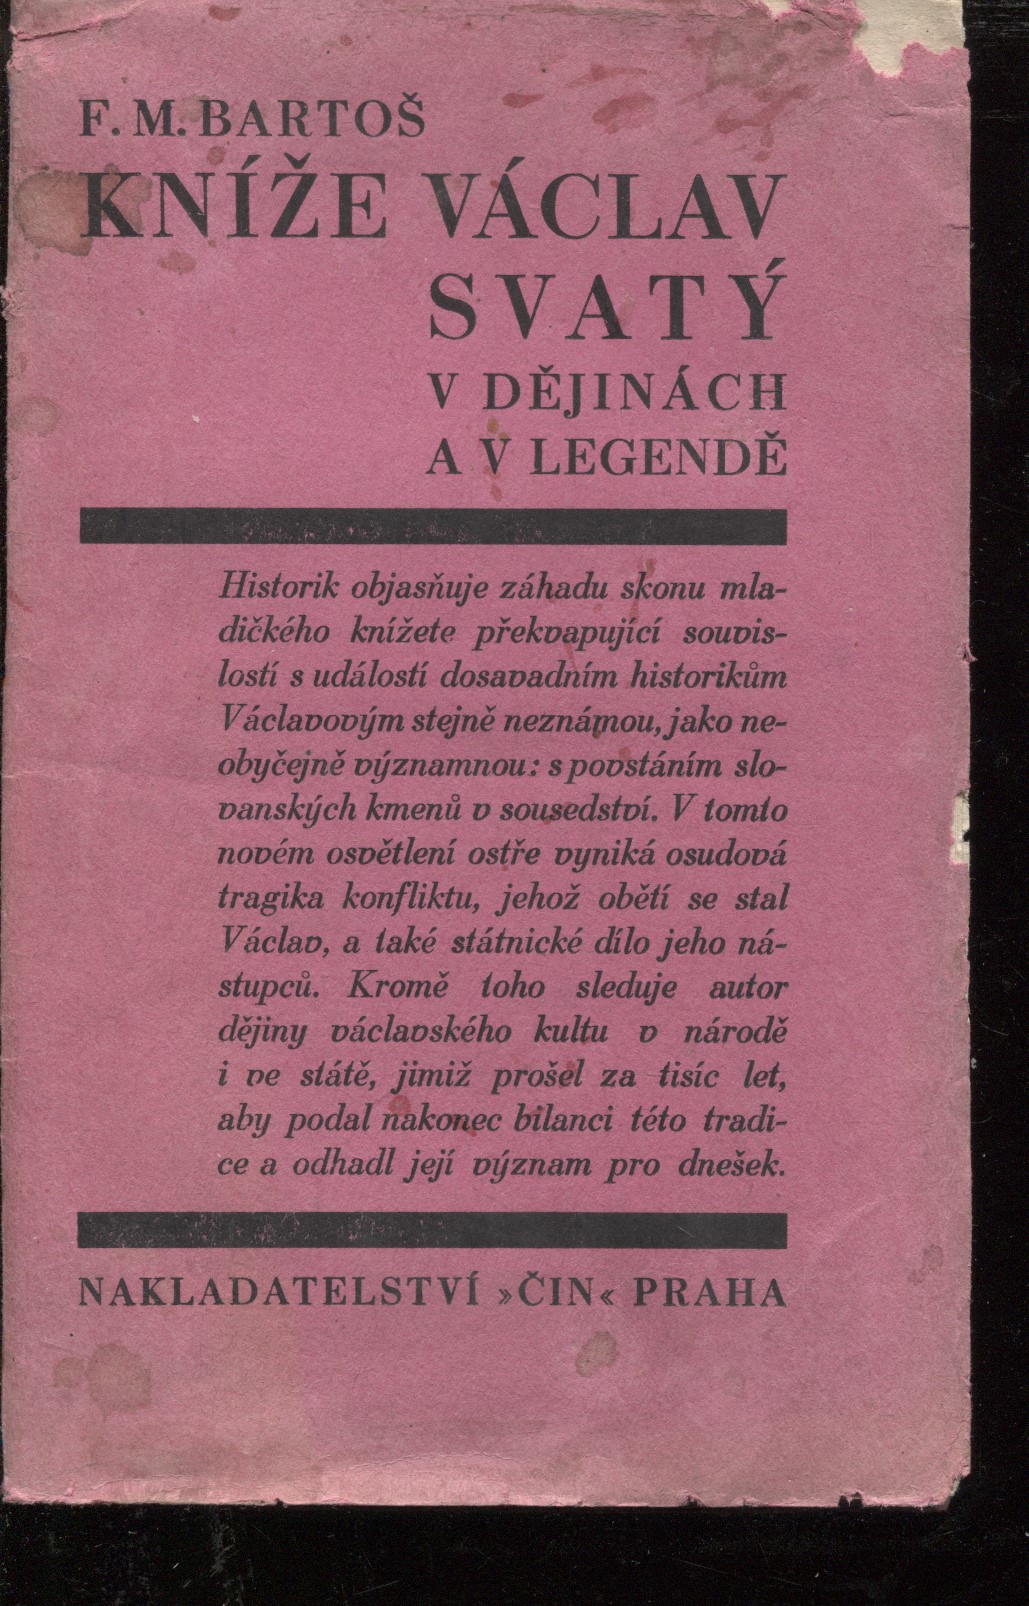 F. M. BARTOŠ
KNÍŽE VÁCLAV
SVATÝ
V DĚJINÁCH
A V LEGENDĚ
Historik objasňuje záhadu skonu mla-
dičkého knížete překvapující souvis-
lostí s událostí dosavadním historikům
Václavovým stejně neznámou, jako ne-
obyčejně významnou: s povstáním slo-
vanských kmenů v sousedství. V tomto
novém osvětlení ostře vyniká osudová
tragika konfliktu, jehož obětí se stal
Václav, a také státnické dílo jeho ná-
stupců. Kromě toho sleduje autor
dějiny václavského kultu v národě
i ve státě, jimiž prošel za tisíc let,
aby podal nakonec bilanci této tradi-
ce a odhadl její význam pro dnešek.
NAKLADATELSTVÍ »ČIN« PRAHA